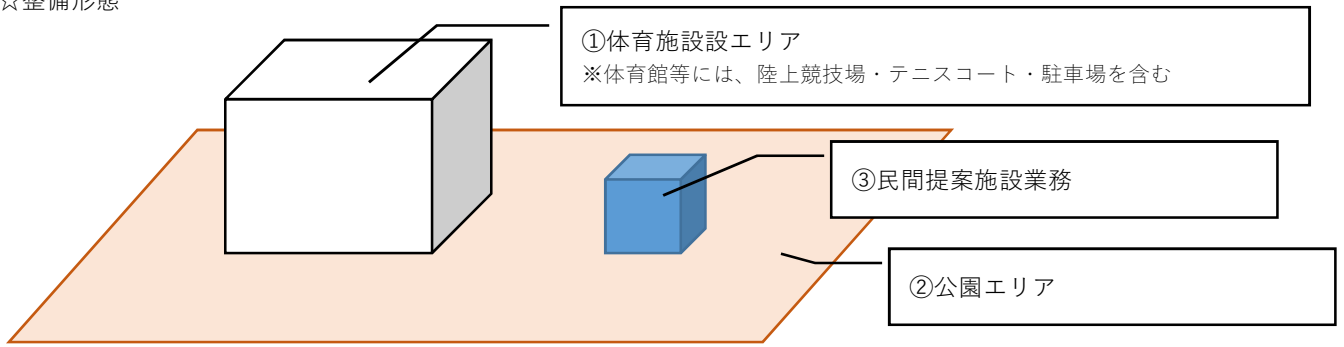 ☆整備形態
①体育施設設エリア
※体育館等には、陸上競技場・テニスコート・駐車場を含む
③民間提案施設業務
②公園エリア